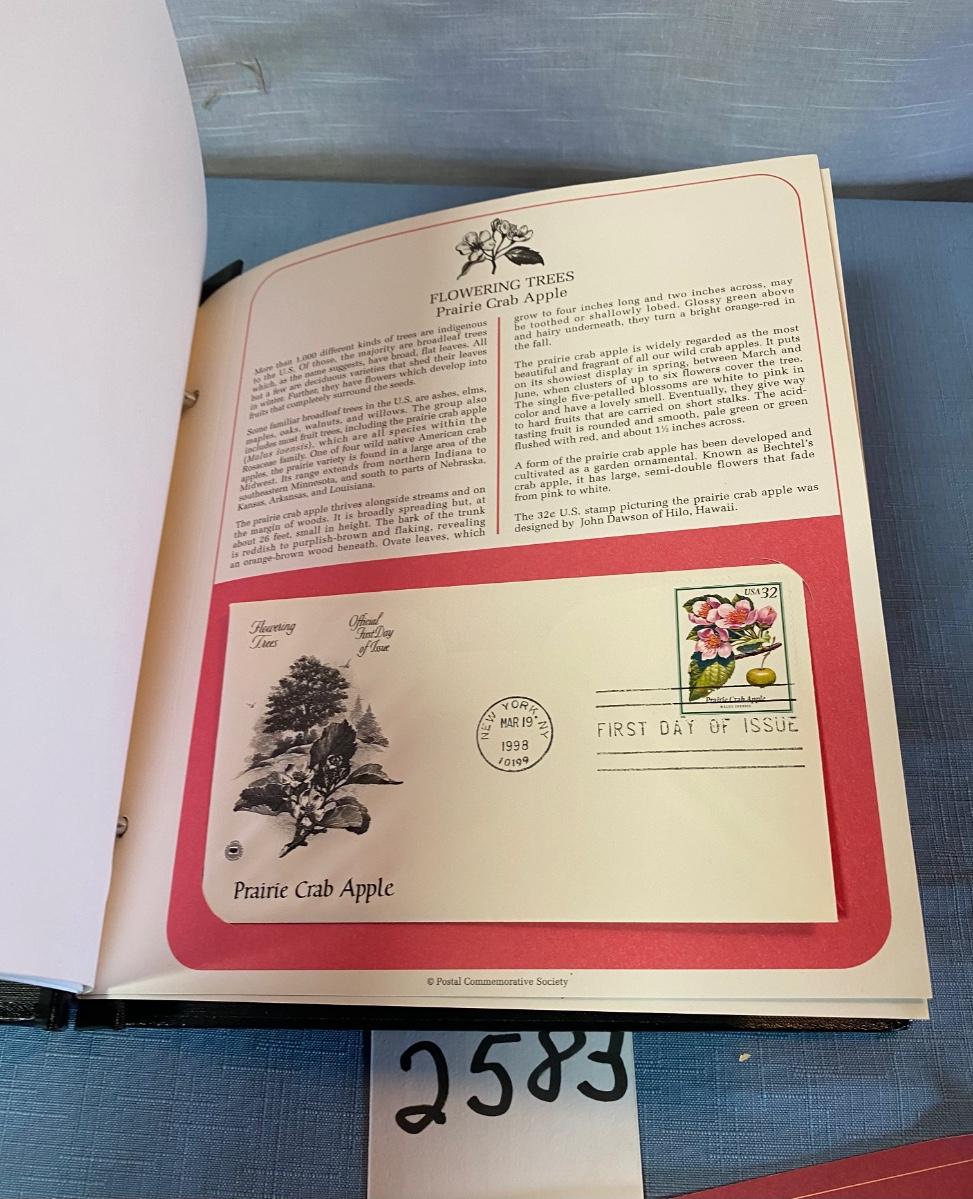 FLOWERING TREES
Prairie Crab Apple
More than 1,000 different kinds of trees are indigenous
to the U.S. Of those, the majority are broadleaf trees
which, as the name suggests, have broad, flat leaves. All
but a few are deciduous varieties that shed their leaves
in winter. Further, they have flowers which develop into
fruits that completely surround the seeds.
Some familiar broadleaf trees in the U.S. are ashes, elms,
maples, oaks, walnuts, and willows. The group also
includes most fruit trees, including the prairie crab apple
(Malus ioensis), which are all species within the
Rosaceae family. One of four wild native American crab
apples, the prairie variety is found in a large area of the
Midwest. Its range extends from northern Indiana to
southeastern Minnesota, and south to parts of Nebraska,
Kansas, Arkansas, and Louisiana.
The prairie crab apple thrives alongside streams and on
the margin of woods. It is broadly spreading but, at
about 26 feet, small in height. The bark of the trunk
is reddish to purplish-brown and flaking, revealing
an orange-brown wood beneath. Ovate leaves, which
grow to four inches long and two inches across, may
be toothed or shallowly lobed. Glossy green above
and hairy underneath, they turn a bright orange-red in
the fall.
The prairie crab apple is widely regarded as the most
beautiful and fragrant of all our wild crab apples. It puts
on its showiest display in spring, between March and
June, when clusters of up to six flowers cover the tree.
The single five-petalled blossoms are white to pink in
color and have a lovely smell. Eventually, they give way
to hard fruits that are carried on short stalks. The acid-
tasting fruit is rounded and smooth, pale green or green
flushed with red, and about 1½ inches across.
A form of the prairie crab apple has been developed and
cultivated as a garden ornamental. Known as Bechtel's
crab apple, it has large, semi-double flowers that fade
from pink to white.
The 32¢ U.S. stamp picturing the prairie crab apple was
designed by John Dawson of Hilo, Hawaii.
Flowering
Trees
Official
First Day
of Issue
USA 32
Prairie Crab Apple
NEW YORK, NY
MAR 19
1998
10199
FIRST DAY OF ISSUE
Prairie Crab Apple
© Postal Commemorative Society
2583